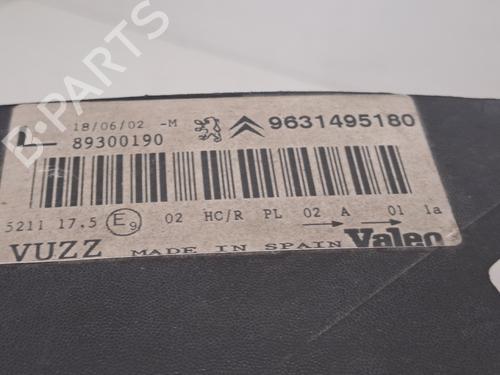 B-PARTS
L 18/06/02 -M 9631495180
89300190
5211 17.5 E9 02 HC/R PL 02 A 01 1a
VUZZ MADE IN SPAIN Valeo